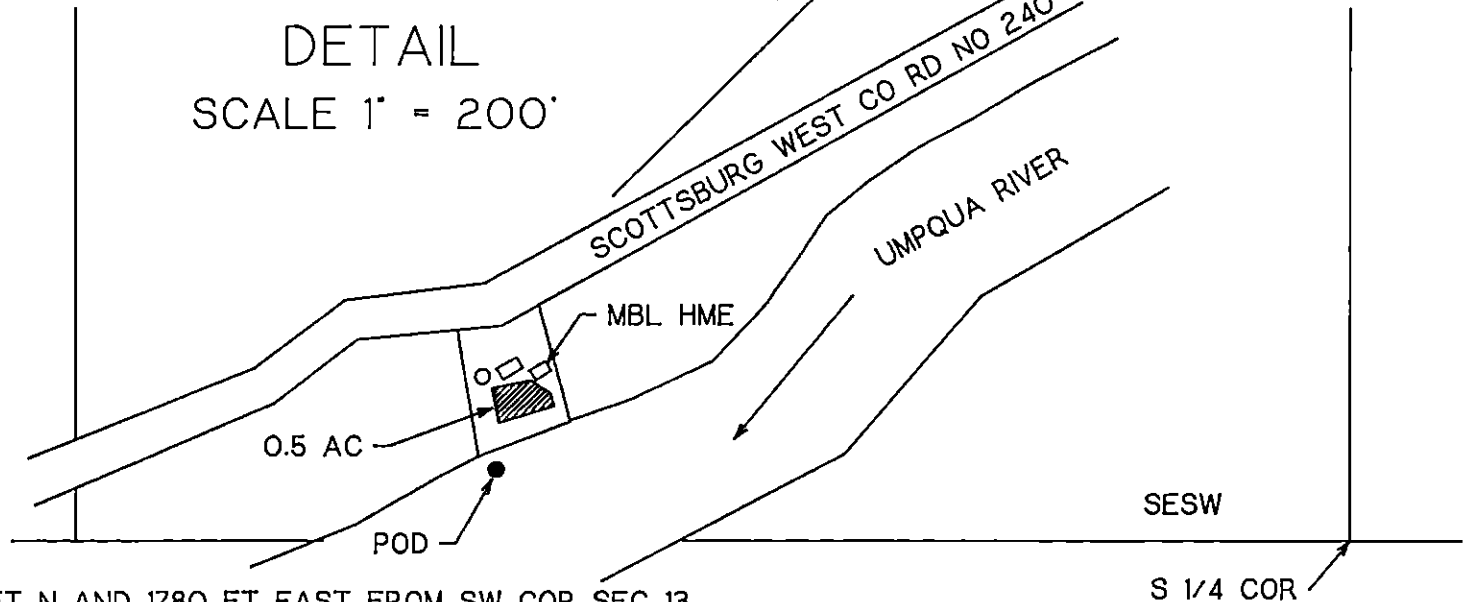 DETAIL
SCALE 1" = 200'
SCOTTSBURG WEST CO RD NO 240
UMPQUA RIVER
MBL HME
0.5 AC
POD
SESW
S 1/4 COR
N AND 1780 FT EAST FROM SW COR SEC 13